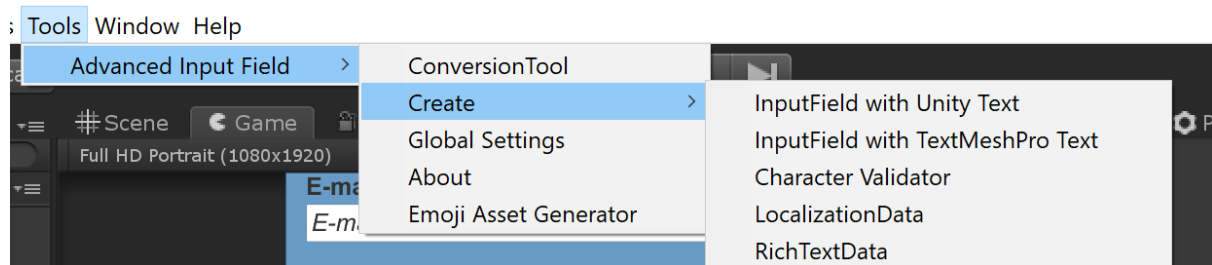 Tools Window Help
Advanced Input Field
ConversionTool
Create
Global Settings
About
Emoji Asset Generator
InputField with Unity Text
InputField with TextMeshPro Text
Character Validator
LocalizationData
RichTextData
Scene Game
Full HD Portrait (1080x1920)
E-ma
E-m